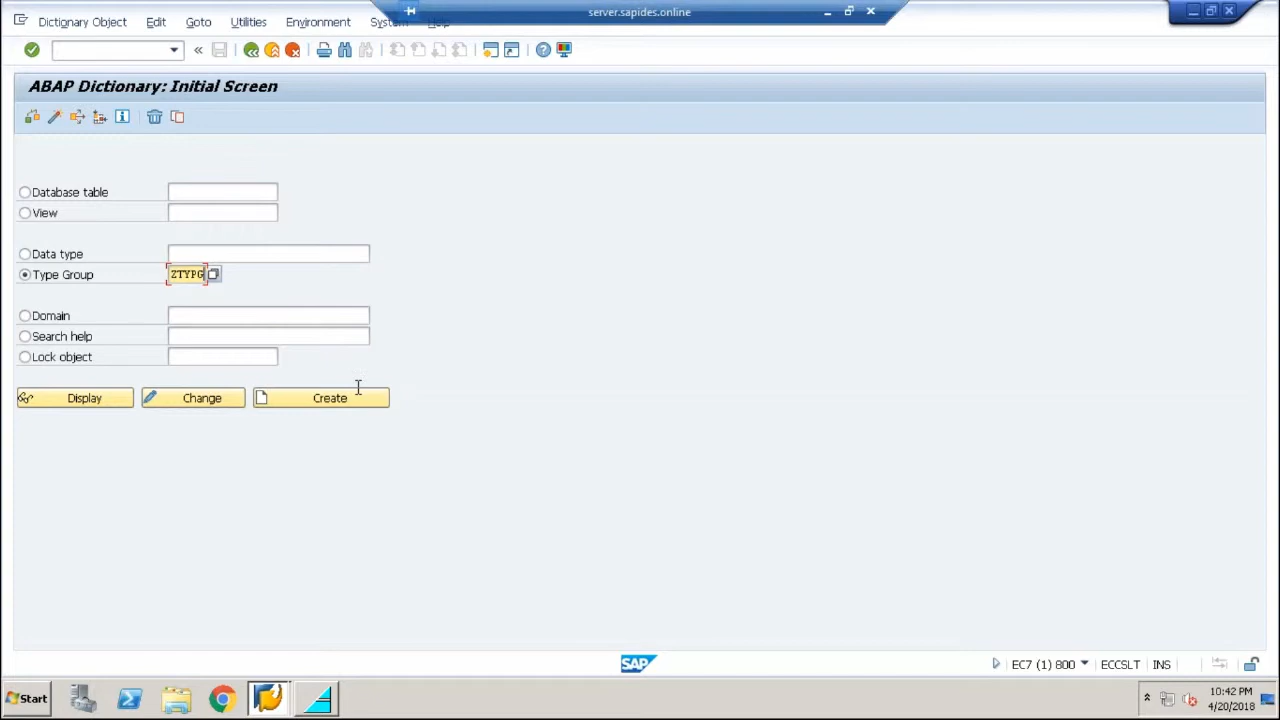 server.sapides.online
Dictionary Object Edit Goto Utilities Environment System Help
ABAP Dictionary: Initial Screen
Database table
View
Data type
Type Group ZTYPG
Domain
Search help
Lock object
Display Change Create
SAP
EC7 (1) 800 ECCSLT INS
Start
10:42 PM
4/20/2018